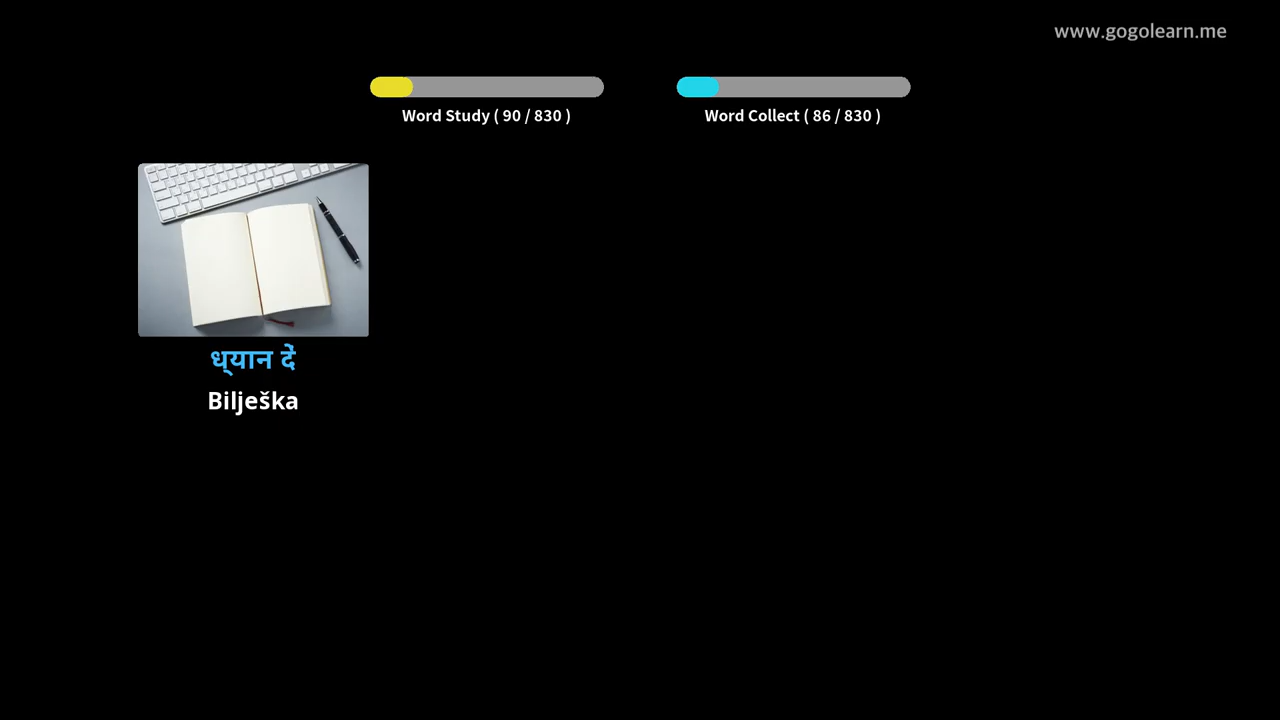 www.gogolearn.me
Word Study ( 90 / 830 )
Word Collect ( 86 / 830 )
ध्यान दें
Bilješka